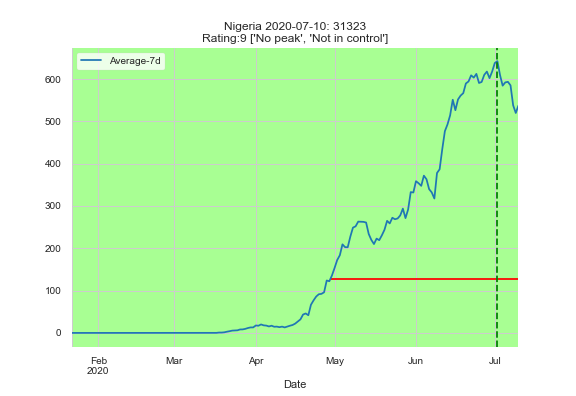 Nigeria 2020-07-10: 31323
Rating:9 ['No peak', 'Not in control']
Average-7d
600
500
400
300
200
100
0
Feb
2020
Mar
Apr
May
Jun
Jul
Date